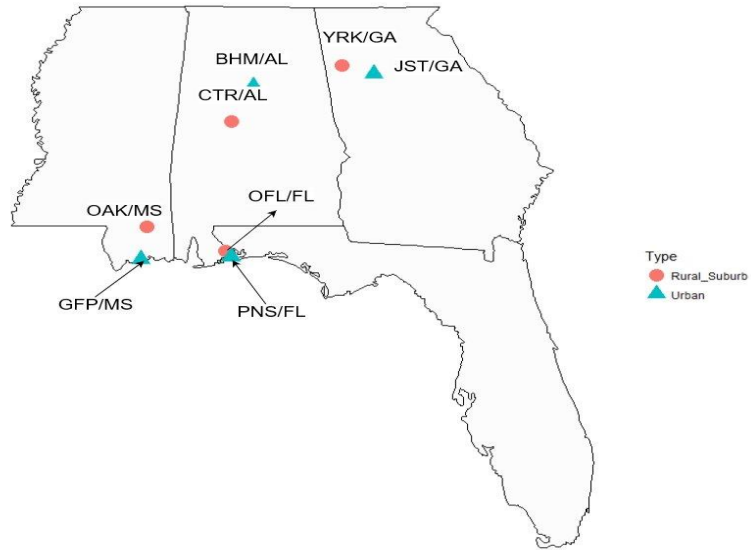 YRK/GA
BHM/AL
JST/GA
CTR/AL
OAK/MS
OFL/FL
GFP/MS
PNS/FL
Type
Rural_Suburb
Urban